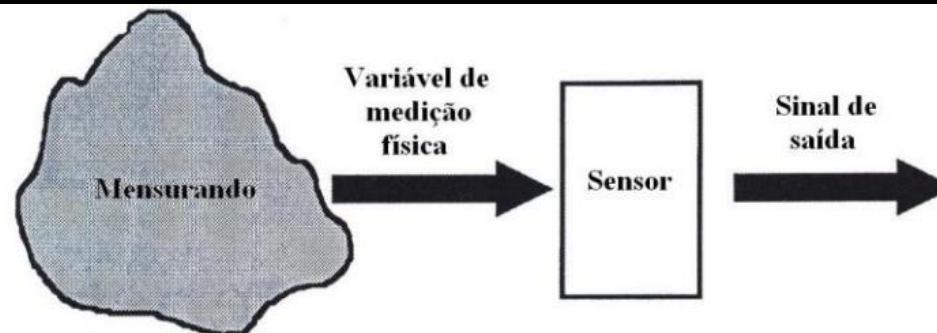 Mensurando
Variável de
medição
física
Sensor
Sinal de
saída